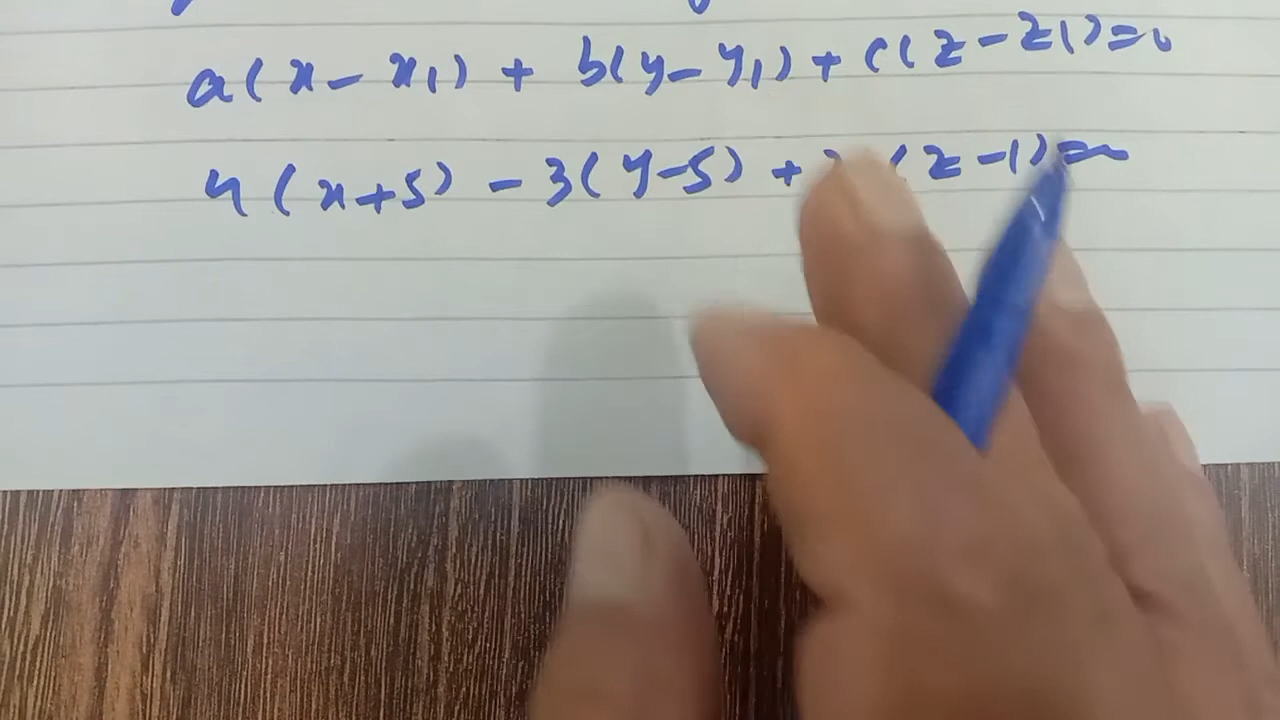 a(x - x₁) + b(y - y₁) + c(z - z₁) = 0
4(x+5) - 3(y-5) + (z-1) =